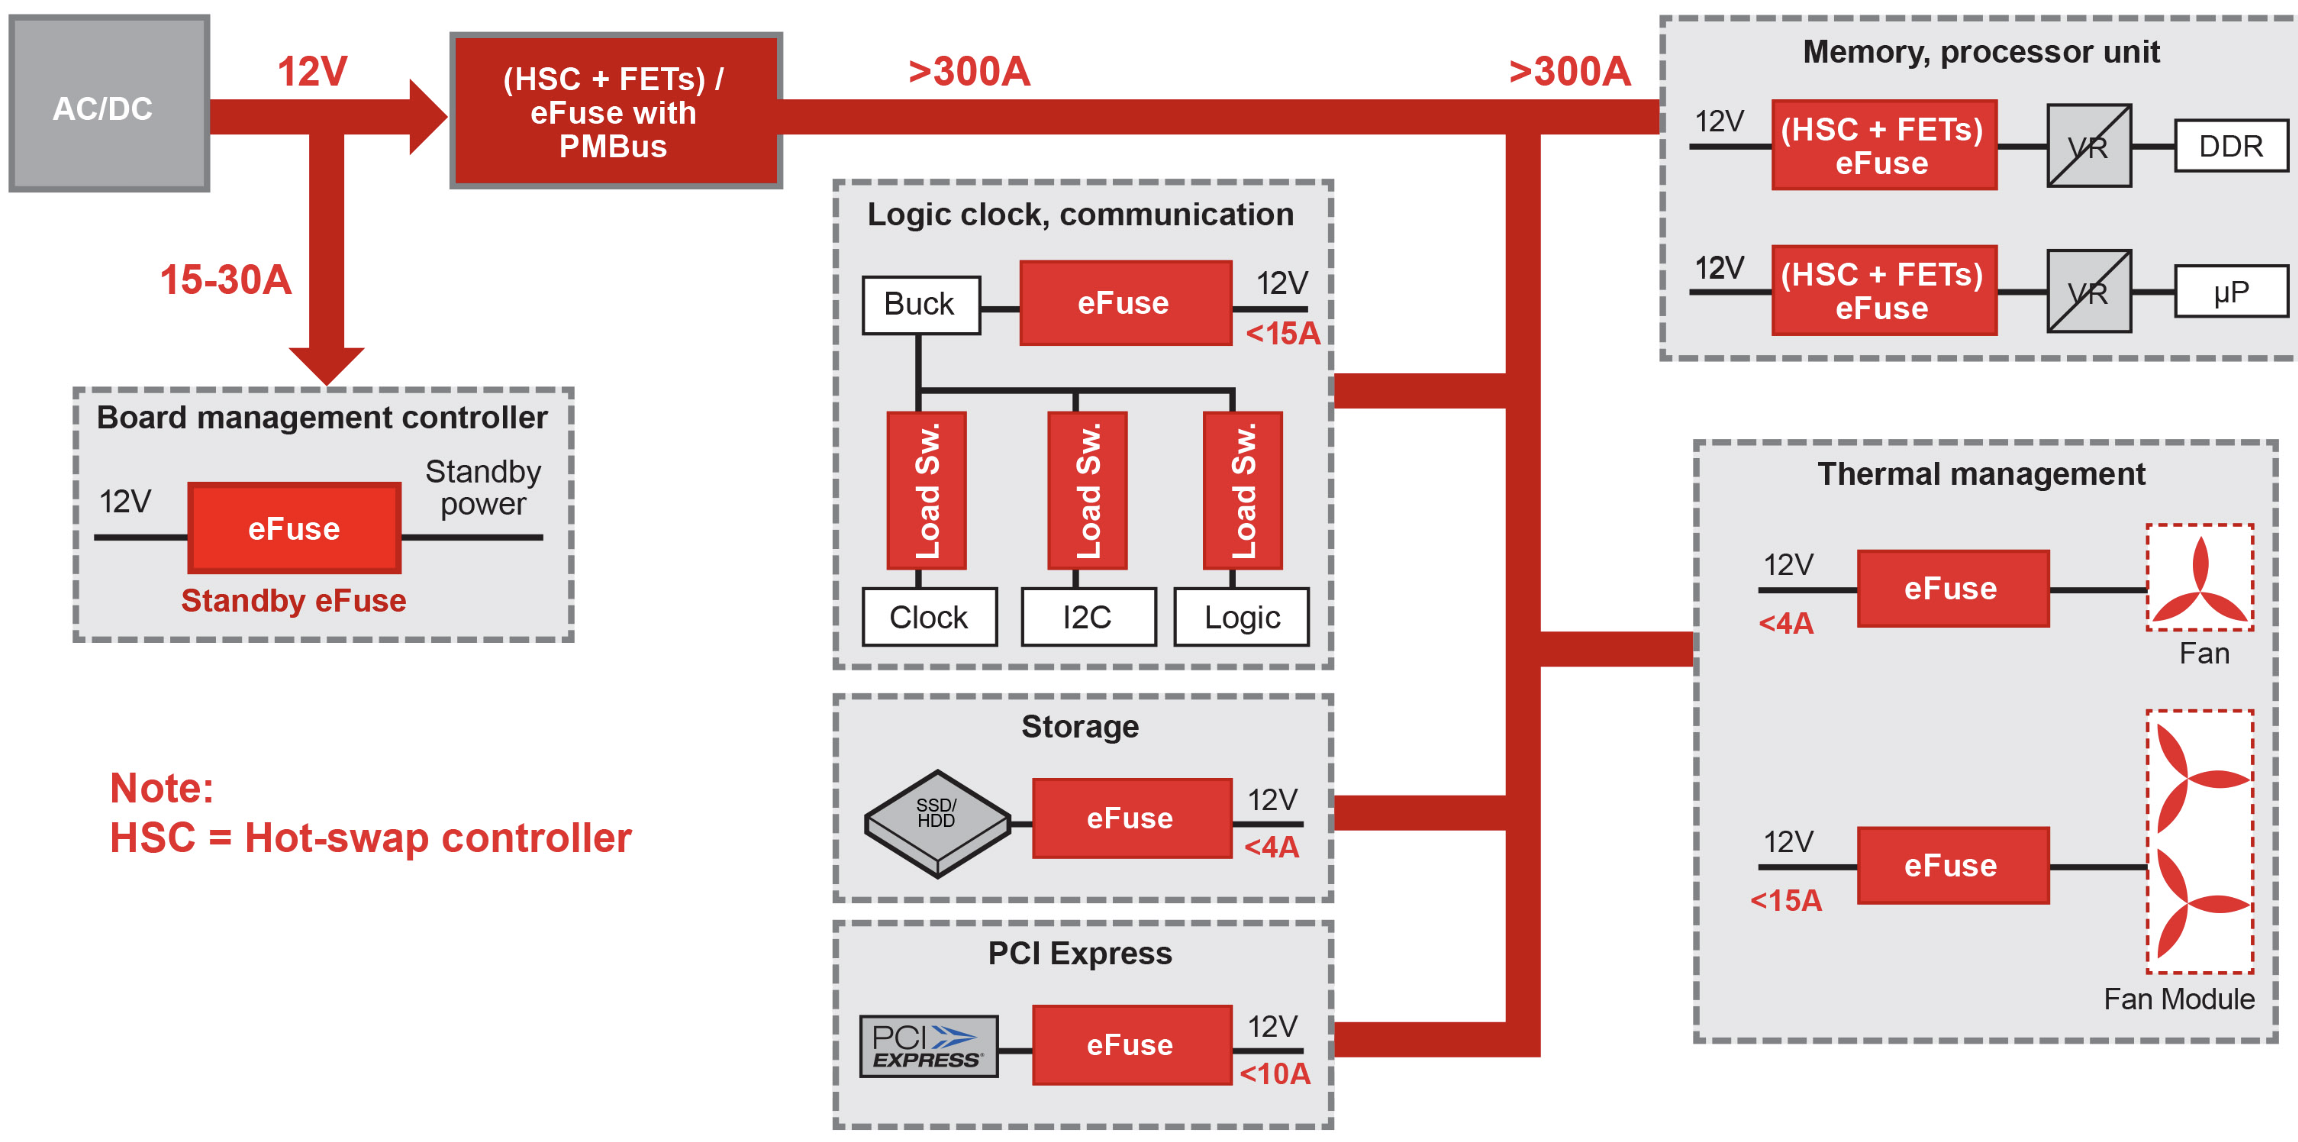 AC/DC
12V
(HSC + FETs) /
eFuse with
PMBus
>300A
>300A
15-30A
Board management controller
12V
eFuse
Standby
power
Standby eFuse
Note:
HSC = Hot-swap controller
Logic clock, communication
Buck
eFuse
12V
<15A
Load Sw.
Load Sw.
Load Sw.
Clock
I2C
Logic
Storage
SSD/
HDD
eFuse
12V
<4A
PCI Express
PCI
EXPRESS®
eFuse
12V
<10A
Memory, processor unit
12V
(HSC + FETs)
eFuse
VR
DDR
12V
(HSC + FETs)
eFuse
VR
µP
Thermal management
12V
<4A
eFuse
Fan
12V
<15A
eFuse
Fan Module